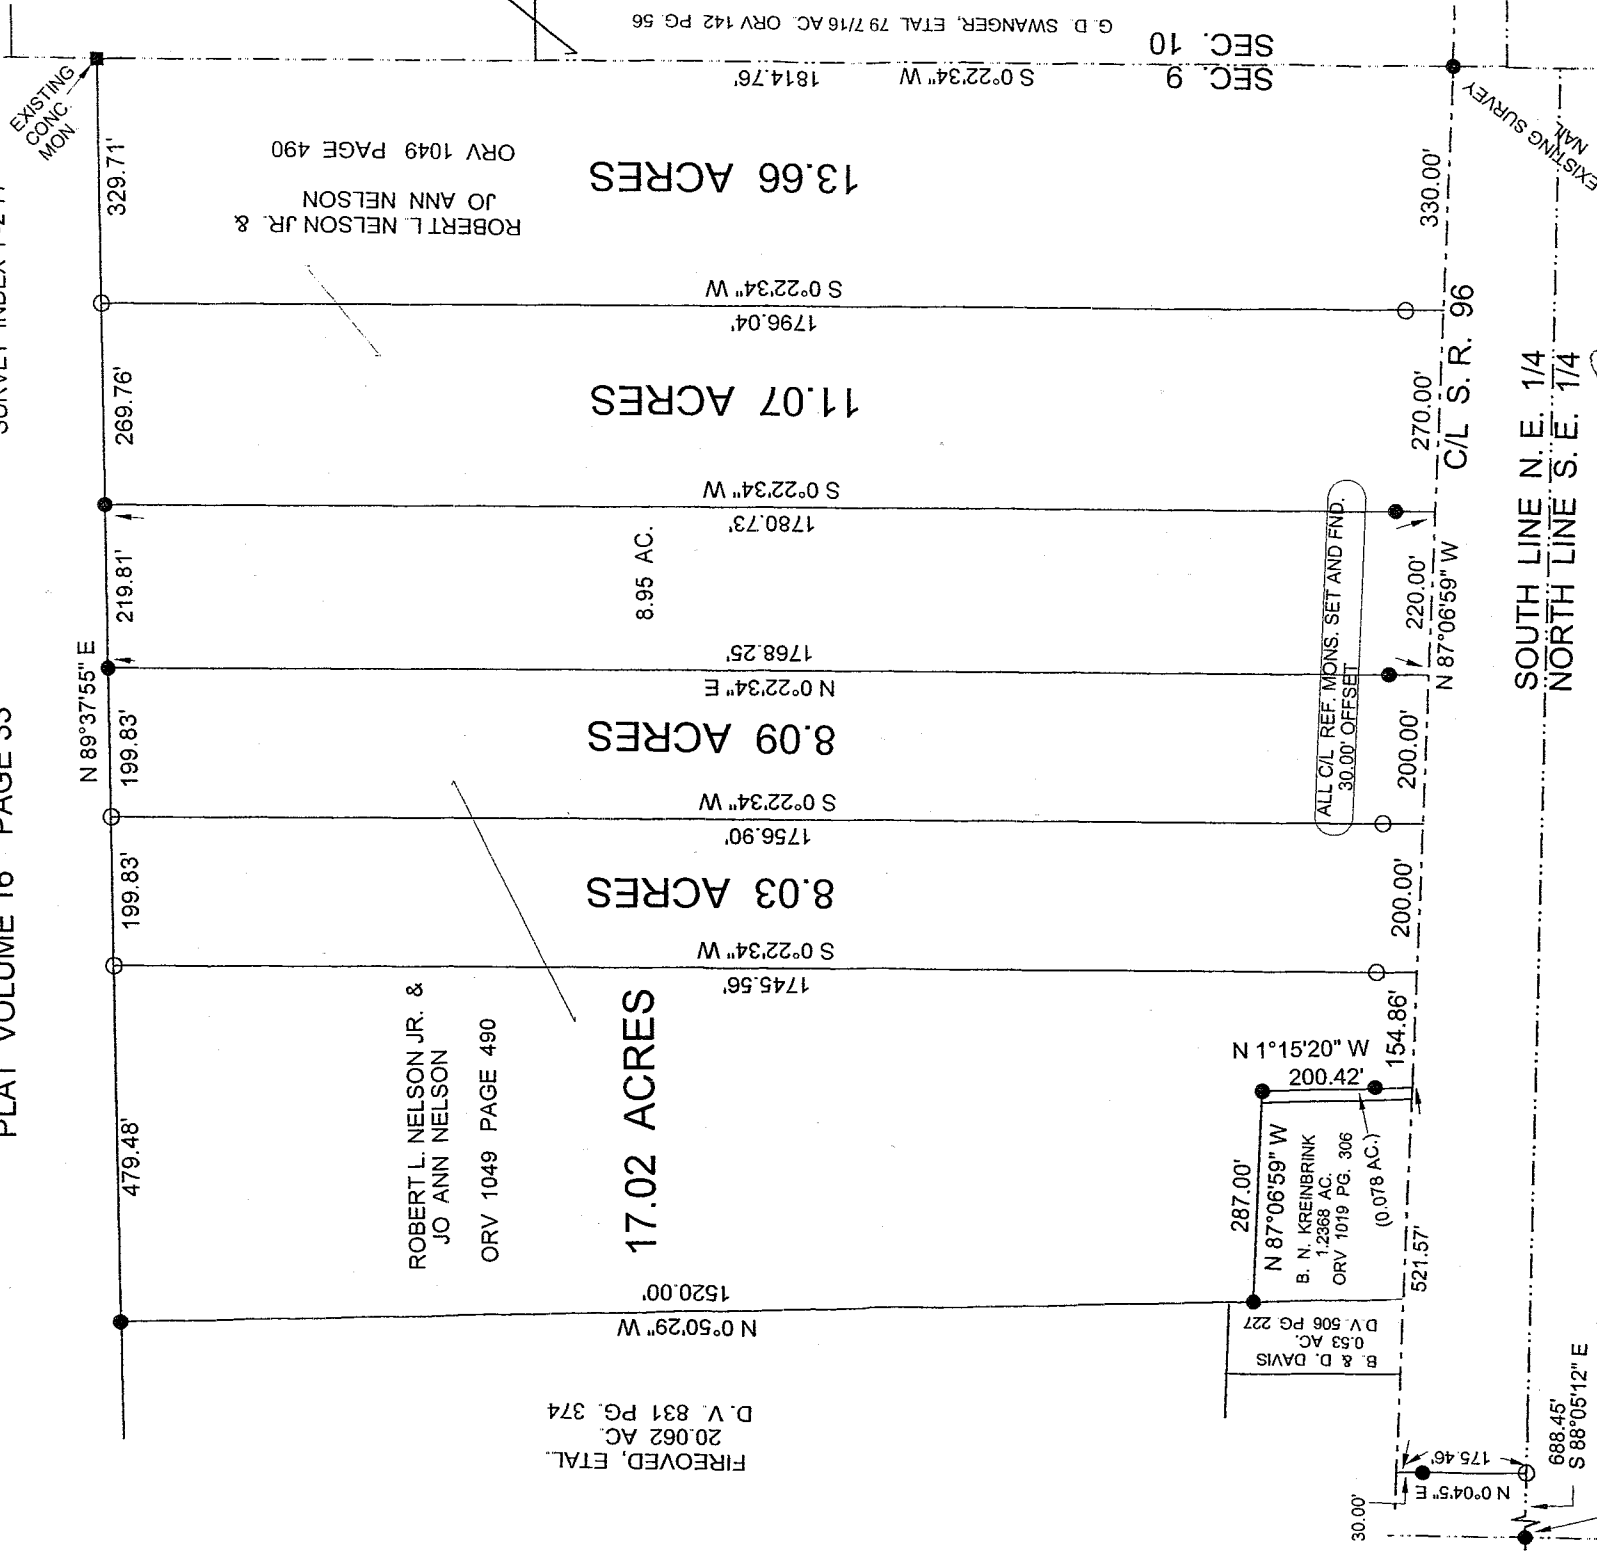 G. D. SWANGER, ETAL 79 7/16 AC. ORV 142 PG. 56
SEC. 10
SEC. 9
S 0°22'34" W
1814.76'
EXISTING
CONC.
MON.
EXISTING SURVEY
NAIL
329.71'
ROBERT L. NELSON JR. &
JO ANN NELSON
ORV 1049 PAGE 490
13.66 ACRES
330.00'
S 0°22'34" W
1796.04'
269.76'
11.07 ACRES
270.00'
C/L S. R. 96
S 0°22'34" W
1780.73'
219.81'
8.95 AC.
220.00'
N 87°06'59" W
ALL C/L REF. MONS. SET AND FND.
30.00' OFFSET
SOUTH LINE N. E. 1/4
NORTH LINE S. E. 1/4
1768.25'
N 0°22'34" E
N 89°37'55" E
199.83'
8.09 ACRES
200.00'
S 0°22'34" W
1756.90'
199.83'
8.03 ACRES
200.00'
S 0°22'34" W
1745.56'
PLAT VOLUME 16 PAGE
479.48'
ROBERT L. NELSON JR. &
JO ANN NELSON
ORV 1049 PAGE 490
17.02 ACRES
154.86'
N 1°15'20" W
200.42'
287.00'
N 87°06'59" W
B. N. KREINBRINK
1.2368 AC.
ORV 1019 PG. 306
(0.078 AC.)
521.57'
1520.00'
N 0°50'29" W
B. & D. DAVIS
0.53 AC.
D.V. 506 PG. 227
FIREOVED, ETAL.
20.062 AC.
D. V. 831 PG. 374
175.46'
N 0°04'5" E
30.00'
688.45'
S 88°05'12" E